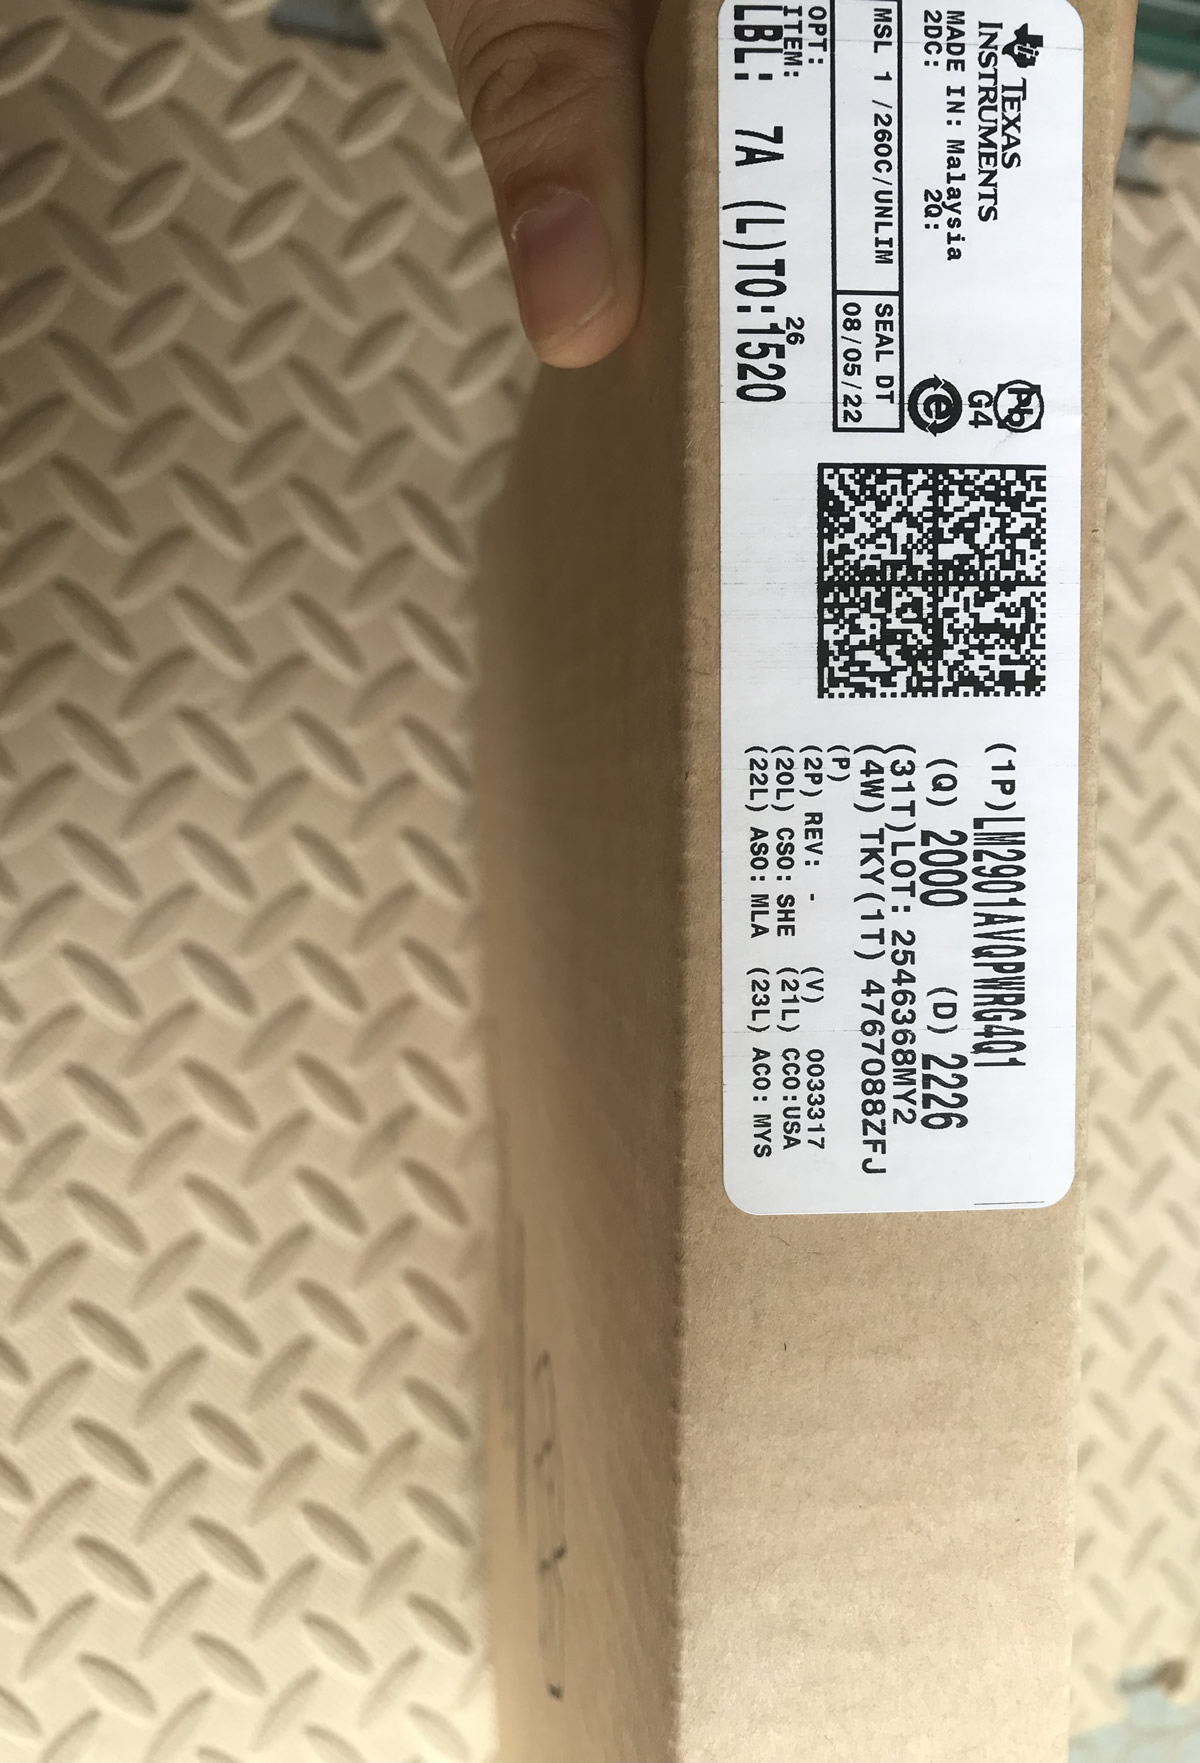 TEXAS
INSTRUMENTS
MADE IN: Malaysia
2DC: 2Q:
Pb
G4
e
MSL 1 /260C/UNLIM
SEAL DT
08/05/22
OPT:
ITEM:
26
LBL: 7A (L)TO:1520
(1P)LM2901AVQPWRG4Q1
(Q) 2000 (D) 2226
(31T)LOT: 2546368MY2
(4W) TKY(1T) 4767088ZFJ
(P)
(2P) REV: - (V) 0033317
(20L) CSO: SHE (21L) CCO:USA
(22L) ASO: MLA (23L) ACO: MYS